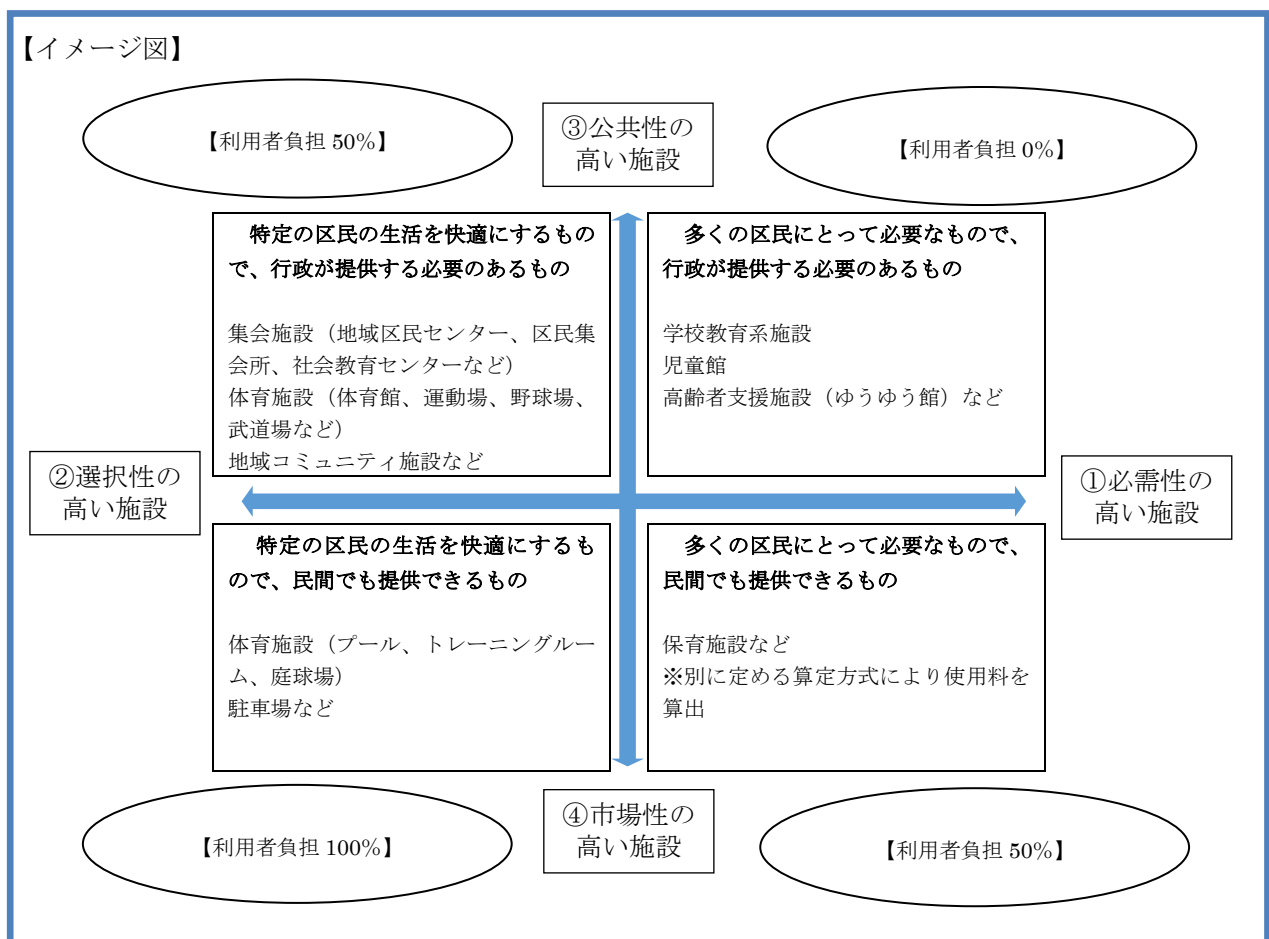 【イメージ図】
【利用者負担 50%】
③公共性の
高い施設
【利用者負担 0%】
特定の区民の生活を快適にするもの
で、行政が提供する必要のあるもの
集会施設（地域区民センター、区民集
会所、社会教育センターなど）
体育施設（体育館、運動場、野球場、
武道場など）
地域コミュニティ施設など
多くの区民にとって必要なもので、
行政が提供する必要のあるもの
学校教育系施設
児童館
高齢者支援施設（ゆうゆう館）など
②選択性の
高い施設
①必需性の
高い施設
特定の区民の生活を快適にするも
ので、民間でも提供できるもの
体育施設（プール、トレーニングルー
ム、庭球場）
駐車場など
多くの区民にとって必要なもので、
民間でも提供できるもの
保育施設など
※別に定める算定方式により使用料を
算出
【利用者負担 100%】
④市場性の
高い施設
【利用者負担 50%】